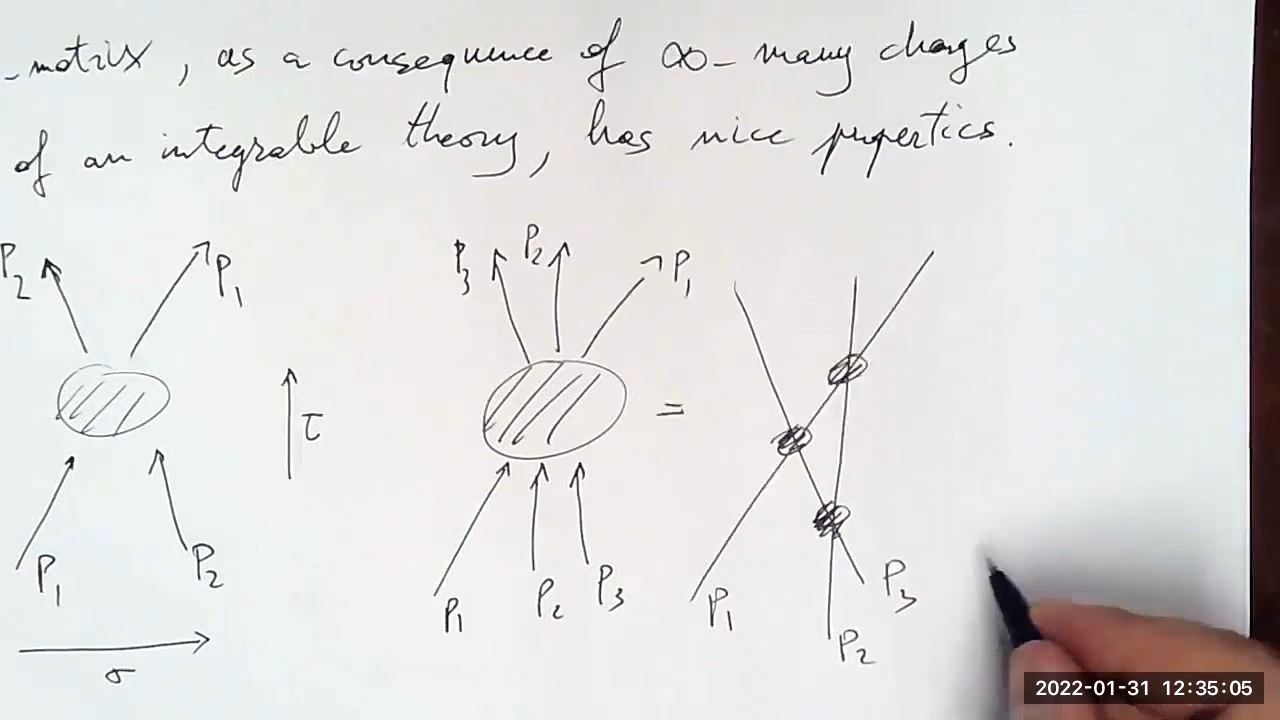 -matrix, as a consequence of ∞-many charges
of an integrable theory, has nice properties.
P2 P1 P3 P2 P1
τ =
P1 P2 P1 P2 P3 P1 P2 P3
σ
2022-01-31 12:35:05